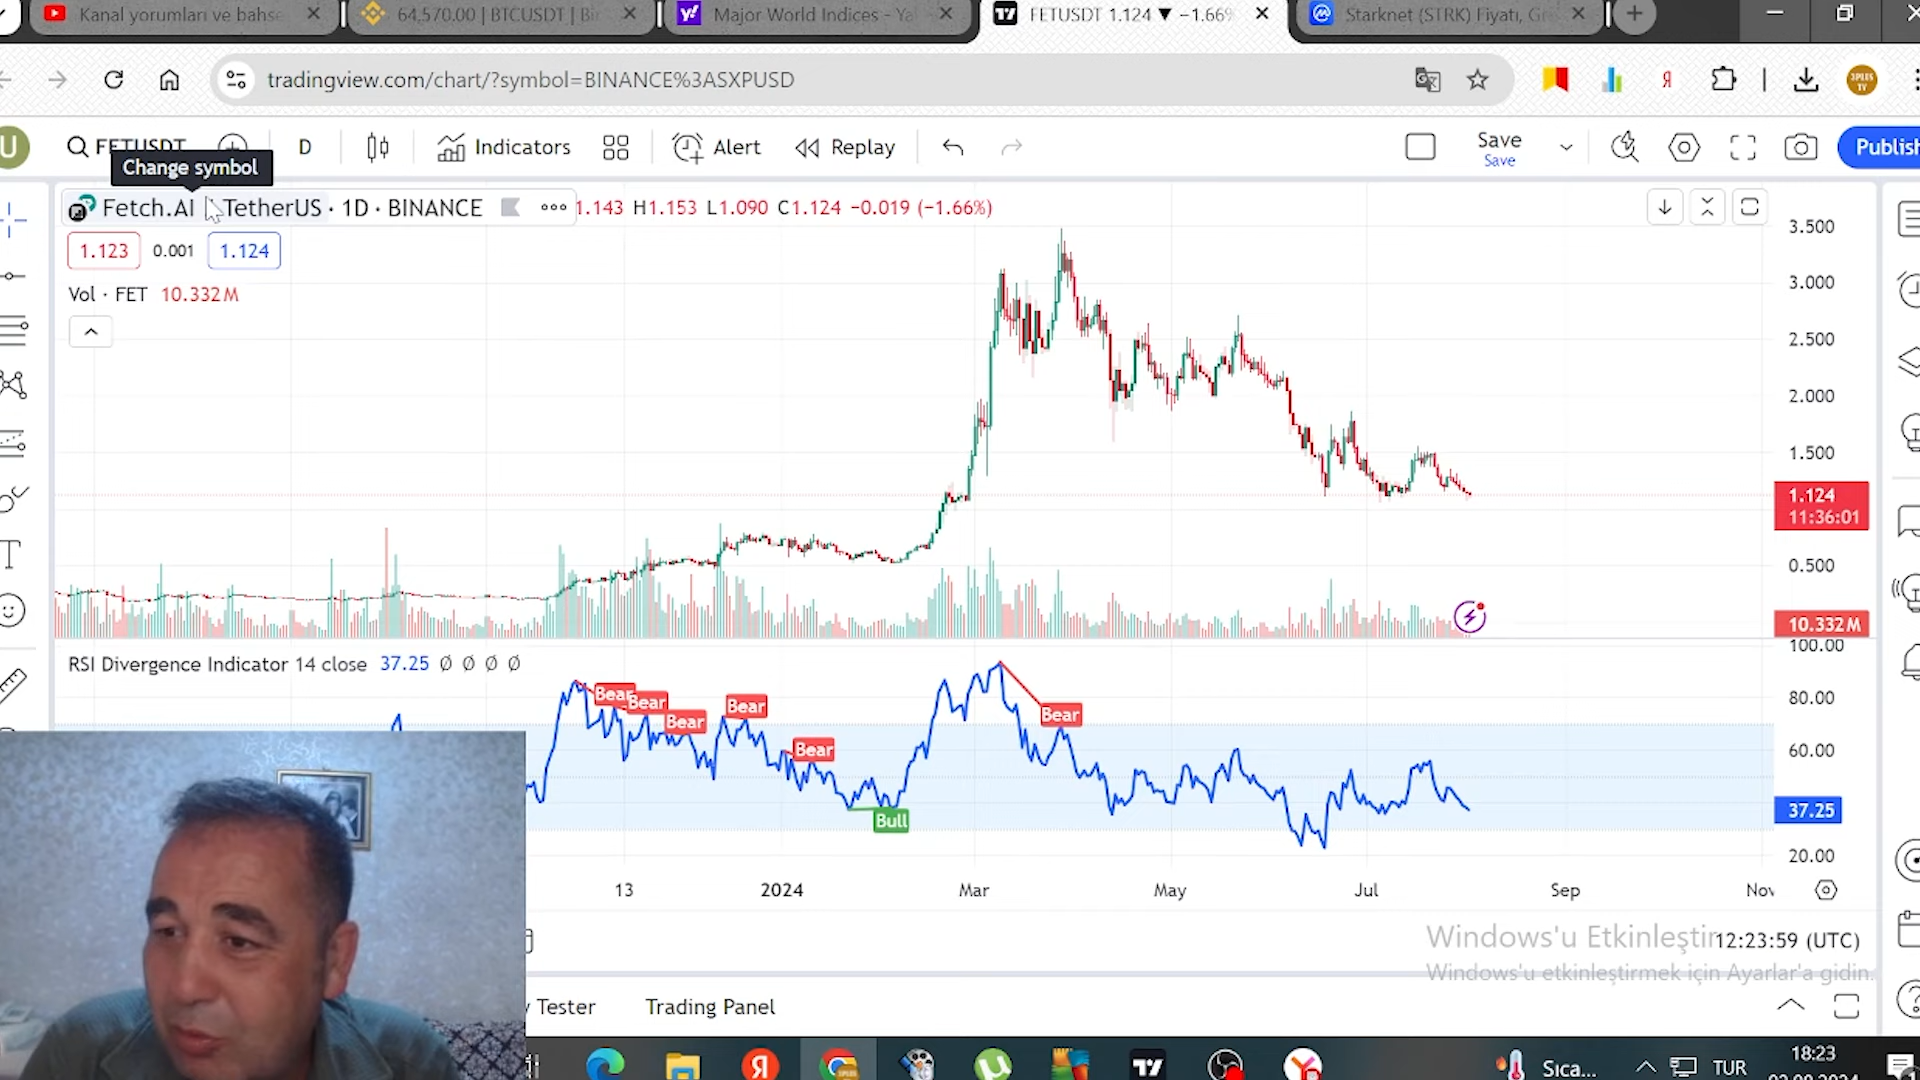 Kanal yorumları ve bahse
64,570.00 | BTCUSDT | Bi
Major World Indices - Ya
FETUSDT 1.124 ▼ −1.66%
Starknet (STRK) Fiyatı, Gra
tradingview.com/chart/?symbol=BINANCE%3ASXPUSD
3PLES TV
U
FETUSDT
D
Indicators
Alert
Replay
Save
Save
Publish
Change symbol
Fetch.AI TetherUS · 1D · BINANCE
1.143 H1.153 L1.090 C1.124 −0.019 (−1.66%)
1.123 0.001 1.124
Vol · FET 10.332 M
3.500
3.000
2.500
2.000
1.500
1.124
11:36:01
0.500
10.332 M
RSI Divergence Indicator 14 close 37.25 Ø Ø Ø Ø
100.00
80.00
60.00
37.25
20.00
Bear
Bear
Bear
Bear
Bear
Bear
Bull
13 2024 Mar May Jul Sep Nov
Windows'u Etkinleştir
12:23:59 (UTC)
Windows'u etkinleştirmek için Ayarlar'a gidin.
Tester
Trading Panel
Sıca...
TUR
18:23